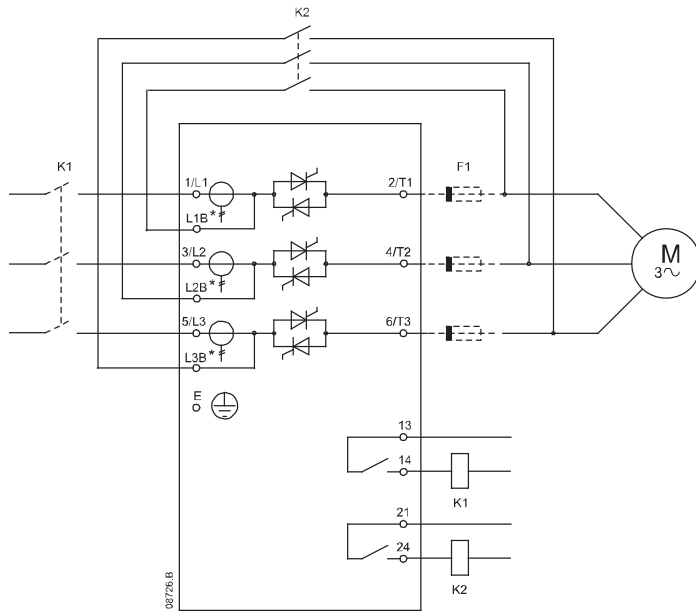 K2
K1
F1
1/L1
2/T1
L1B *
3/L2
4/T2
L2B *
M
3
5/L3
6/T3
L3B *
E
13
14
K1
21
24
K2
08726.B